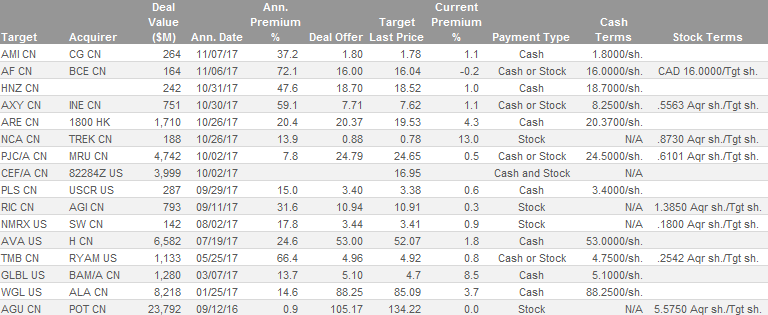 Target Acquirer Deal Value ($M) Ann. Date Ann. Premium % Deal Offer Target Last Price Current Premium % Payment Type Cash Terms Stock Terms
AMI CN CG CN 264 11/07/17 37.2 1.80 1.78 1.1 Cash 1.8000/sh.
AF CN BCE CN 164 11/06/17 72.1 16.00 16.04 -0.2 Cash or Stock 16.0000/sh. CAD 16.0000/Tgt sh.
HNZ CN 242 10/31/17 47.6 18.70 18.52 1.0 Cash 18.7000/sh.
AXY CN INE CN 751 10/30/17 59.1 7.71 7.62 1.1 Cash or Stock 8.2500/sh. .5563 Aqr sh./Tgt sh.
ARE CN 1800 HK 1,710 10/26/17 2.4 20.37 19.53 4.3 Cash 20.3700/sh.
NCA CN TREK CN 188 10/26/17 13.9 0.88 0.78 13.0 Stock N/A .8730 Aqr sh./Tgt sh.
PJC/A CN MRU CN 4,742 10/02/17 7.8 24.79 24.65 0.5 Cash or Stock 24.5000/sh. .6101 Aqr sh./Tgt sh.
CEF/A CN 82284Z US 3,999 10/02/17 16.95 Cash and Stock N/A
PLS CN USCR US 287 09/29/17 15.0 3.40 3.38 0.6 Cash 3.4000/sh.
RIC CN AGI CN 793 09/11/17 31.6 10.94 10.91 0.3 Stock N/A 1.3850 Aqr sh./Tgt sh.
NMRX US SW CN 142 08/02/17 17.8 3.44 3.41 0.9 Stock N/A .1800 Aqr sh./Tgt sh.
AVA US H CN 6,582 07/19/17 24.6 53.00 52.07 1.8 Cash 53.0000/sh.
TMB CN RYAM US 1,133 05/25/17 66.4 4.96 4.92 0.8 Cash or Stock 4.7500/sh. .2542 Aqr sh./Tgt sh.
GLBL US BAM/A CN 1,280 03/07/17 13.7 5.10 4.7 8.5 Cash 5.1000/sh.
WGL US ALA CN 8,218 01/25/17 14.6 88.25 85.09 3.7 Cash 88.2500/sh.
AGU CN POT CN 23,792 09/12/16 0.9 105.17 134.22 0.0 Stock N/A 5.5750 Aqr sh./Tgt sh.